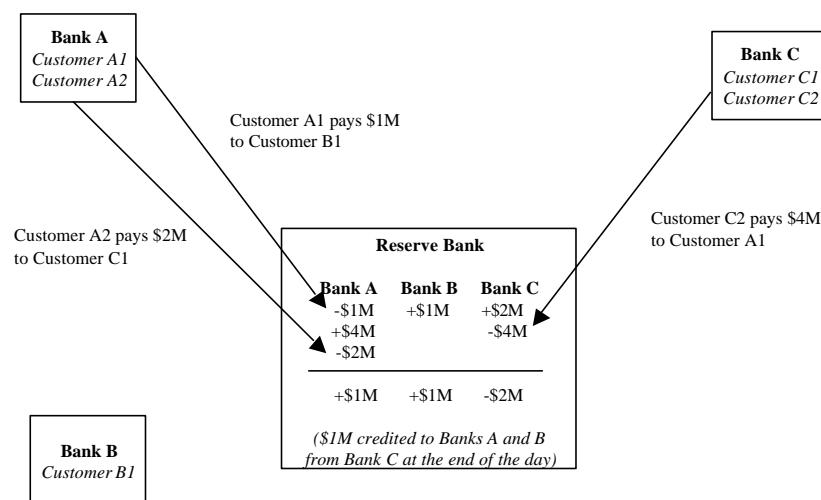 Bank A
Customer A1
Customer A2
Bank C
Customer C1
Customer C2
Customer A1 pays $1M
to Customer B1
Customer A2 pays $2M
to Customer C1
Customer C2 pays $4M
to Customer A1
Reserve Bank
Bank A Bank B Bank C
-$1M +$1M +$2M
+$4M -$4M
-$2M
+$1M +$1M -$2M
($1M credited to Banks A and B
from Bank C at the end of the day)
Bank B
Customer B1